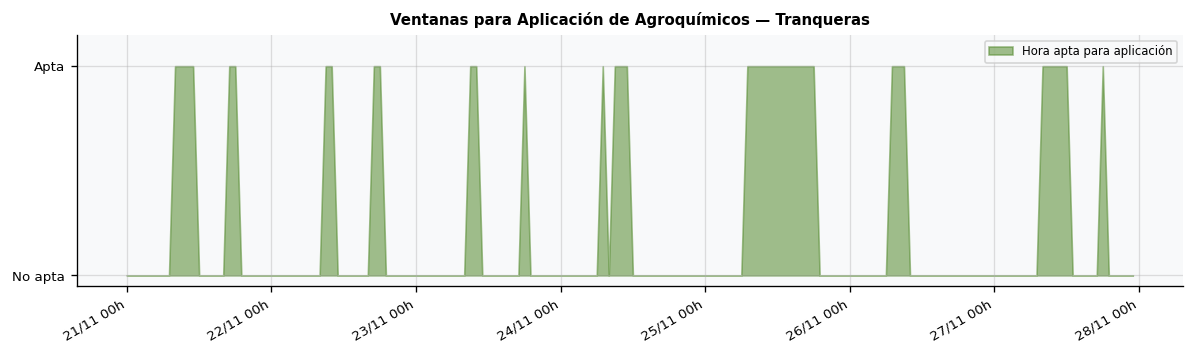 Ventanas para Aplicación de Agroquímicos — Tranqueras
Hora apta para aplicación
Apta
No apta
21/11 00h
22/11 00h
23/11 00h
24/11 00h
25/11 00h
26/11 00h
27/11 00h
28/11 00h